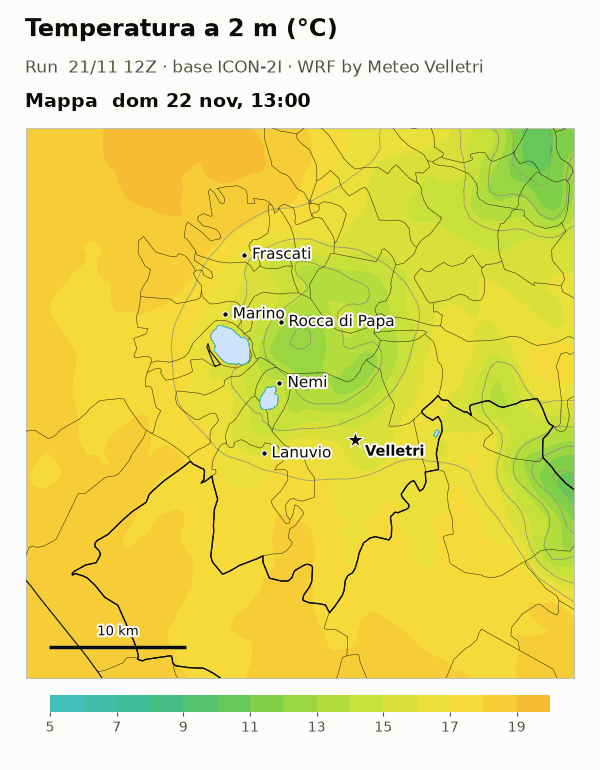 Temperatura a 2 m (°C)
Run  21/11 12Z · base ICON-2I · WRF by Meteo Velletri
Mappa  dom 22 nov, 13:00
Frascati
Marino
Rocca di Papa
Nemi
Velletri
Lanuvio
10 km
5 7 9 11 13 15 17 19